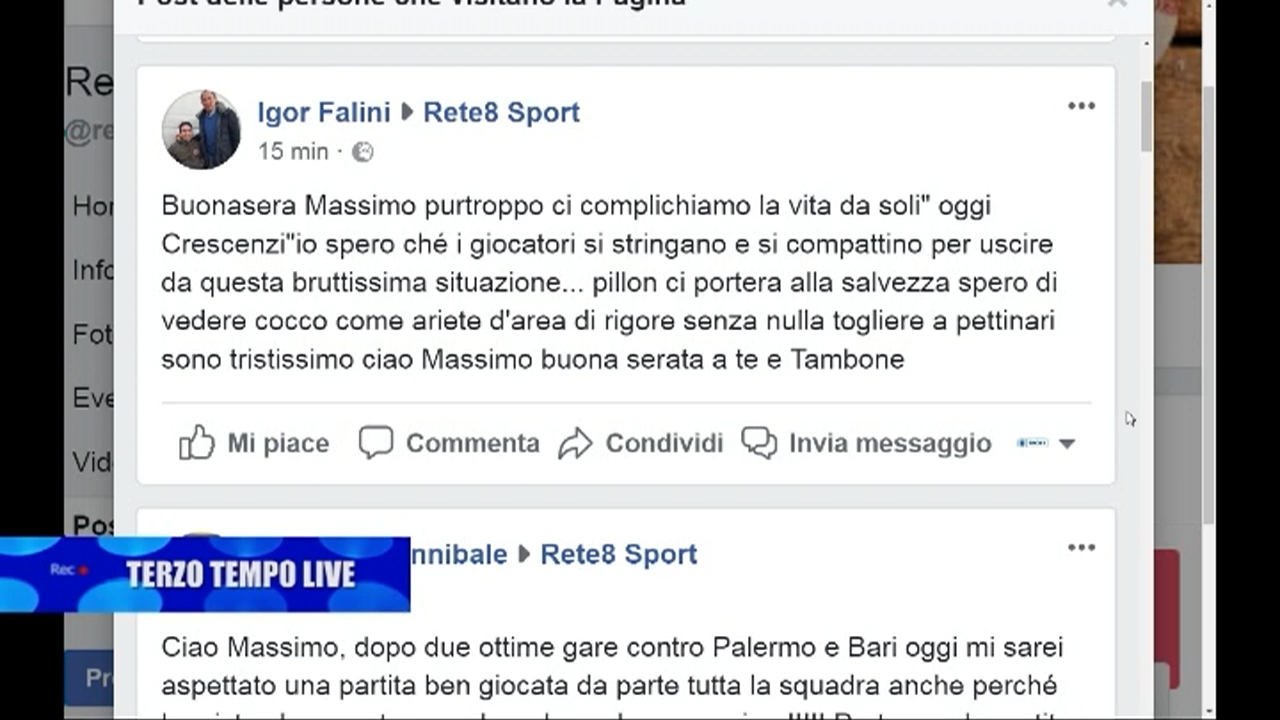 Post delle persone che visitano la Pagina
Re
@re
Igor Falini Rete8 Sport
15 min ·
Buonasera Massimo purtroppo ci complichiamo la vita da soli" oggi
Crescenzi"io spero ché i giocatori si stringano e si compattino per uscire
da questa bruttissima situazione... pillon ci portera alla salvezza spero di
vedere cocco come ariete d'area di rigore senza nulla togliere a pettinari
sono tristissimo ciao Massimo buona serata a te e Tambone
Mi piace Commenta Condividi Invia messaggio
Hor
Info
Fot
Eve
Vid
Pos
nnibale Rete8 Sport
Rec TERZO TEMPO LIVE
Ciao Massimo, dopo due ottime gare contro Palermo e Bari oggi mi sarei
aspettato una partita ben giocata da parte tutta la squadra anche perché
Pr